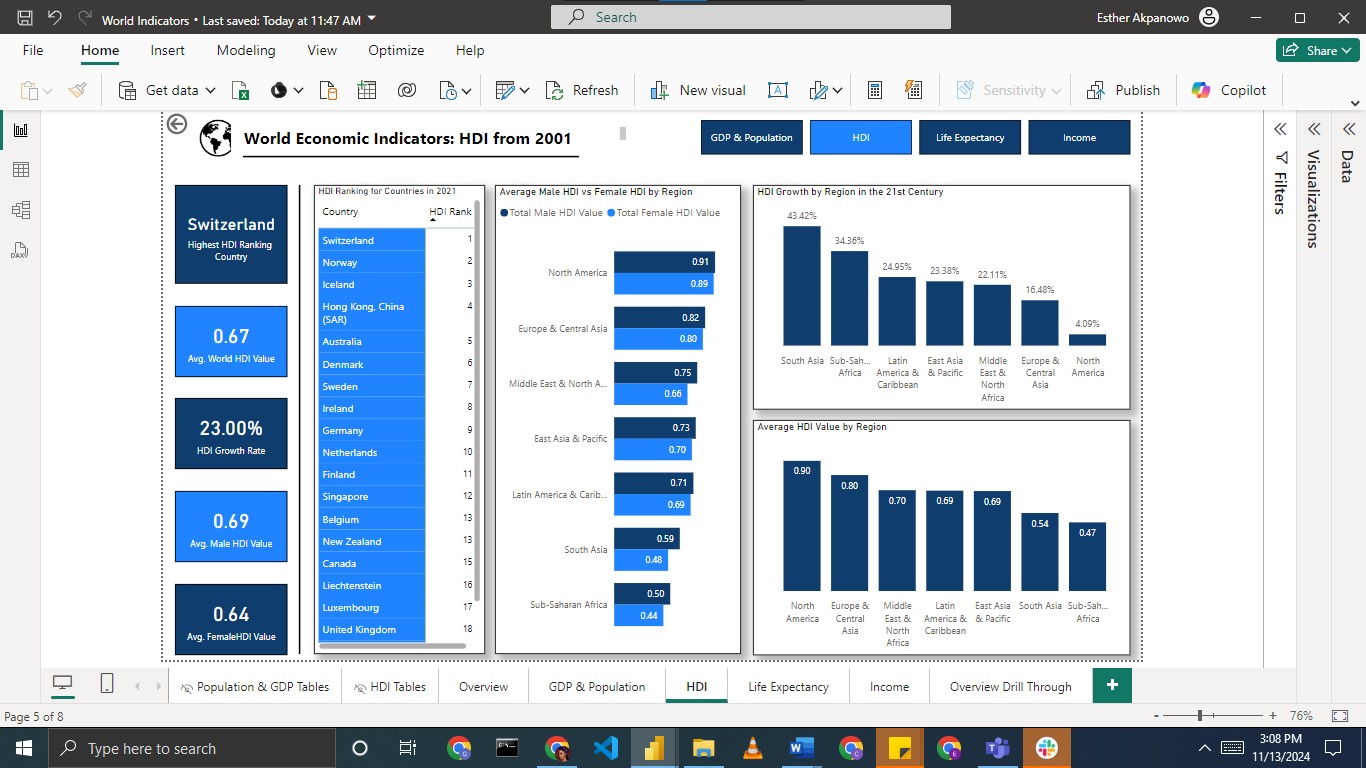 World Indicators • Last saved: Today at 11:47 AM
Search
Esther Akpanowo
File Home Insert Modeling View Optimize Help
Share
Get data
Refresh
New visual
Sensitivity
Publish
Copilot
World Economic Indicators: HDI from 2001
GDP & Population
HDI
Life Expectancy
Income
Filters
Visualizations
Data
DAX
Switzerland
Highest HDI Ranking
Country
0.67
Avg. World HDI Value
23.00%
HDI Growth Rate
0.69
Avg. Male HDI Value
0.64
Avg. FemaleHDI Value
HDI Ranking for Countries in 2021
Country HDI Rank
Switzerland 1
Norway 2
Iceland 3
Hong Kong, China 4
(SAR)
Australia 5
Denmark 6
Sweden 7
Ireland 8
Germany 9
Netherlands 10
Finland 11
Singapore 12
Belgium 13
New Zealand 13
Canada 15
Liechtenstein 16
Luxembourg 17
United Kingdom 18
Average Male HDI vs Female HDI by Region
Total Male HDI Value Total Female HDI Value
North America 0.91
0.89
Europe & Central Asia 0.82
0.80
Middle East & North A... 0.75
0.66
East Asia & Pacific 0.73
0.70
Latin America & Carib... 0.71
0.69
South Asia 0.59
0.48
Sub-Saharan Africa 0.50
0.44
HDI Growth by Region in the 21st Century
43.42%
34.36%
24.95%
23.38%
22.11%
16.48%
4.09%
South Asia
Sub-Sah...
Africa
Latin
America &
Caribbean
East Asia
& Pacific
Middle
East &
North
Africa
Europe &
Central
Asia
North
America
Average HDI Value by Region
0.90
0.80
0.70
0.69
0.69
0.54
0.47
North
America
Europe &
Central
Asia
Middle
East &
North
Africa
Latin
America &
Caribbean
East Asia
& Pacific
South Asia
Sub-Sah...
Africa
Population & GDP Tables
HDI Tables
Overview
GDP & Population
HDI
Life Expectancy
Income
Overview Drill Through
+
Page 5 of 8
- + 76%
Type here to search
3:08 PM
11/13/2024